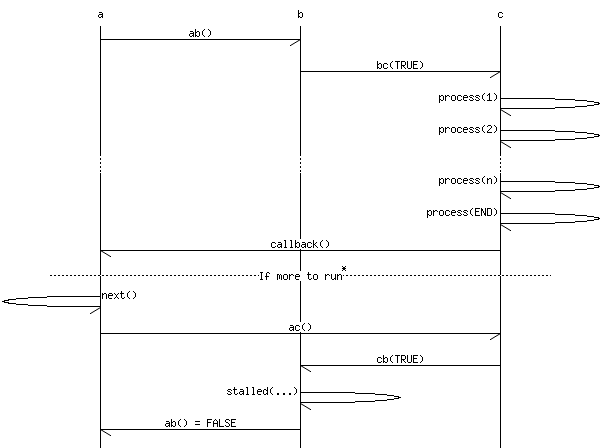 a b c
ab()
bc(TRUE)
process(1)
process(2)
process(n)
process(END)
callback()
If more to run*
next()
ac()
cb(TRUE)
stalled(...)
ab() = FALSE